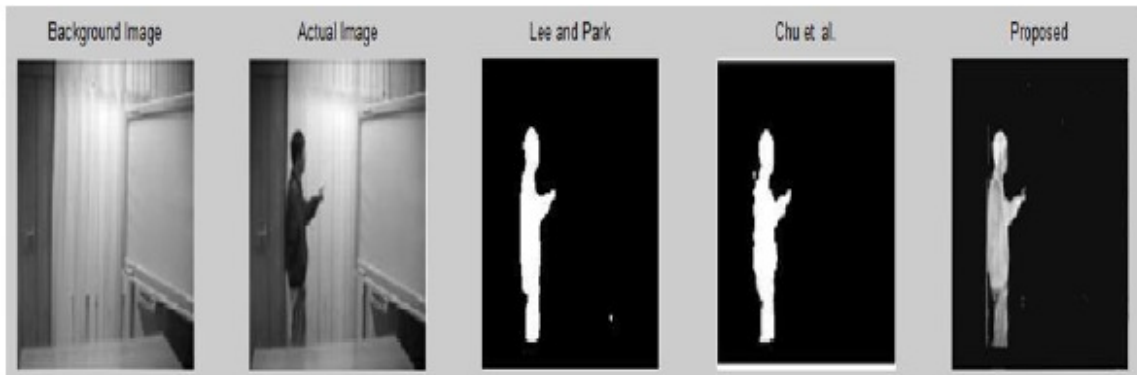 Background Image
Actual Image
Lee and Park
Chu et al.
Proposed